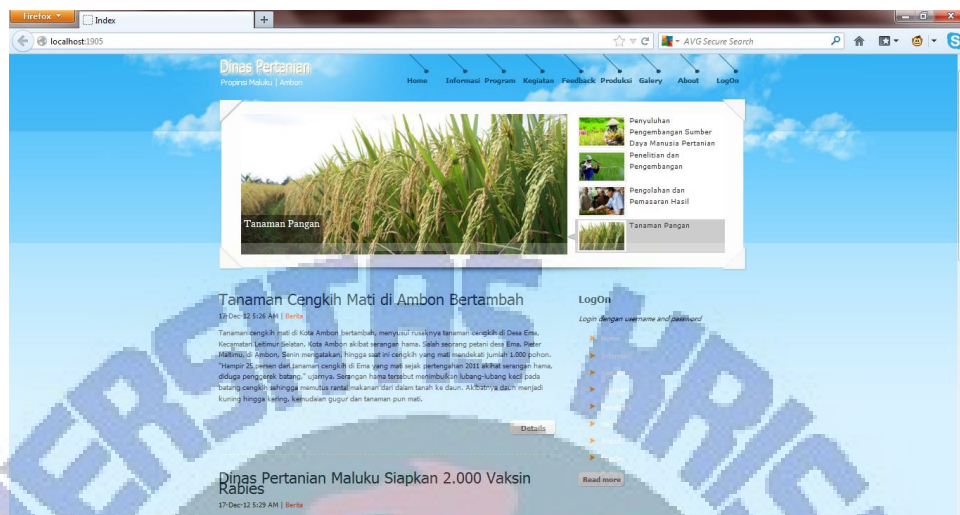 Firefox
Index
localhost:1905
AVG Secure Search
Dinas Pertanian
Propinsi Maluku | Ambon
Home Informasi Program Kegiatan Feedback Produksi Galery About LogOn
Tanaman Pangan
Penyuluhan
Pengembangan Sumber
Daya Manusia Pertanian
Penelitian dan
Pengembangan
Pengolahan dan
Pemasaran Hasil
Tanaman Pangan
Tanaman Cengkih Mati di Ambon Bertambah
17-Dec-12 5:26 AM | Berita
Tanaman cengkih mati di Kota Ambon bertambah, menyusul rusaknya tanaman cengkih di Desa Ema,
Kecamatan Leitimur Selatan, Kota Ambon akibat serangan hama. Salah seorang petani desa Ema, Pieter
Maitimu, di Ambon, Senin mengatakan, hingga saat ini cengkih yang mati mendekati jumlah 1.000 pohon.
"Hampir 25 persen dari tanaman cengkih di Ema yang mati sejak pertengahan 2011 akibat serangan hama,
diduga penggerek batang," ujarnya. Serangan hama tersebut menimbulkan lubang-lubang kecil pada
batang cengkih sehingga memutus rantai makanan dari dalam tanah ke daun. Akibatnya daun menjadi
kuning hingga kering, kemudaian gugur dan tanaman pun mati.
Details
Dinas Pertanian Maluku Siapkan 2.000 Vaksin
Rabies
17-Dec-12 5:29 AM | Berita
LogOn
Login dengan username and password
Read more